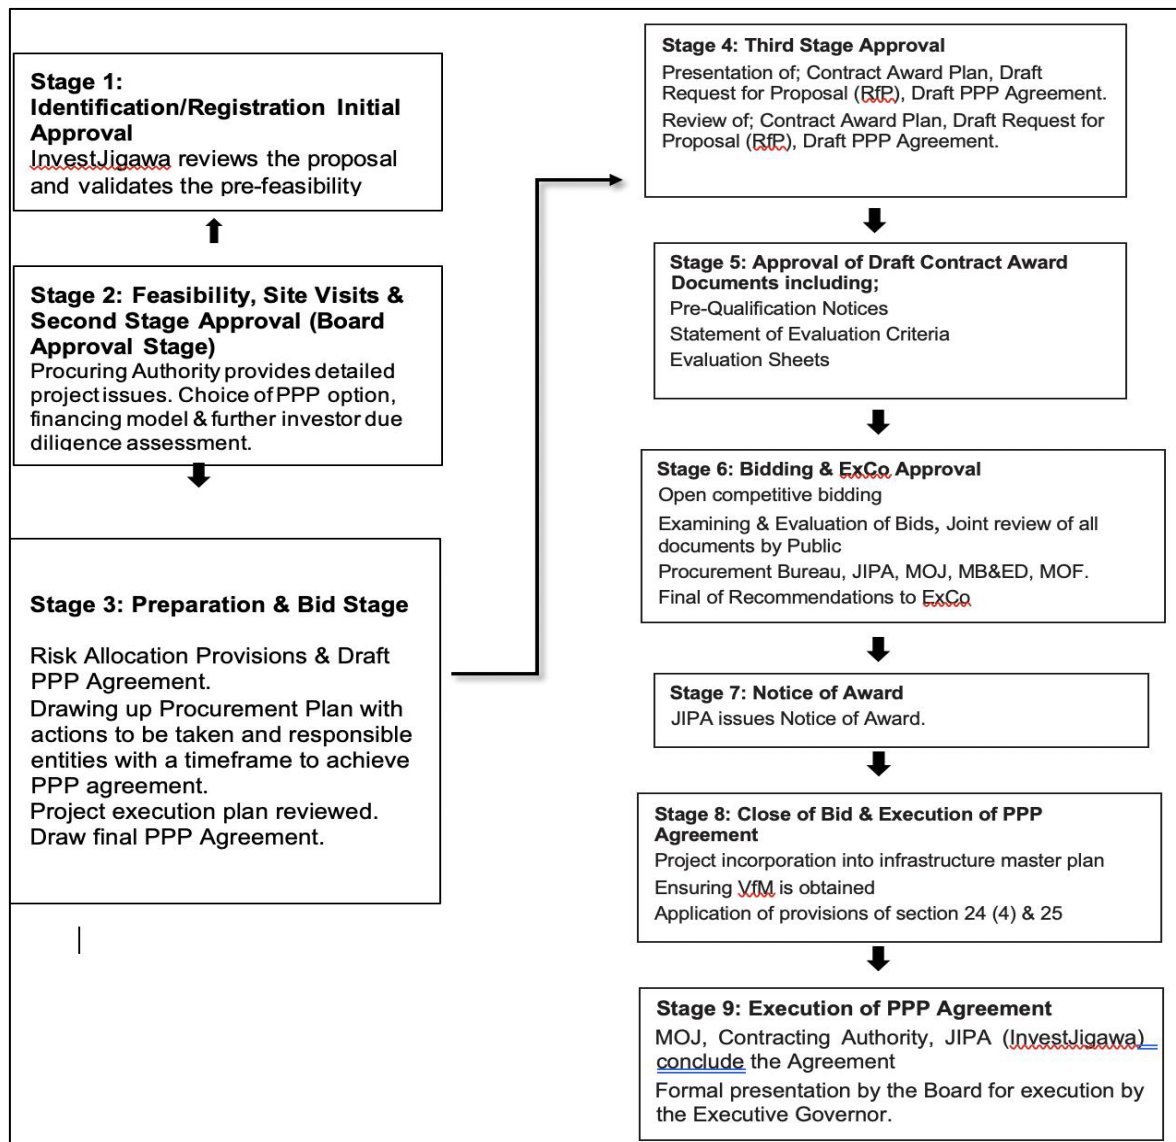 Stage 1:
Identification/Registration Initial
Approval
InvestJigawa reviews the proposal
and validates the pre-feasibility
Stage 2: Feasibility, Site Visits &
Second Stage Approval (Board
Approval Stage)
Procuring Authority provides detailed
project issues. Choice of PPP option,
financing model & further investor due
diligence assessment.
Stage 3: Preparation & Bid Stage
Risk Allocation Provisions & Draft
PPP Agreement.
Drawing up Procurement Plan with
actions to be taken and responsible
entities with a timeframe to achieve
PPP agreement.
Project execution plan reviewed.
Draw final PPP Agreement.
Stage 4: Third Stage Approval
Presentation of; Contract Award Plan, Draft
Request for Proposal (RfP), Draft PPP Agreement.
Review of; Contract Award Plan, Draft Request for
Proposal (RfP), Draft PPP Agreement.
Stage 5: Approval of Draft Contract Award
Documents including;
Pre-Qualification Notices
Statement of Evaluation Criteria
Evaluation Sheets
Stage 6: Bidding & ExCo Approval
Open competitive bidding
Examining & Evaluation of Bids, Joint review of all
documents by Public
Procurement Bureau, JIPA, MOJ, MB&ED, MOF.
Final of Recommendations to ExCo
Stage 7: Notice of Award
JIPA issues Notice of Award.
Stage 8: Close of Bid & Execution of PPP
Agreement
Project incorporation into infrastructure master plan
Ensuring VfM is obtained
Application of provisions of section 24 (4) & 25
Stage 9: Execution of PPP Agreement
MOJ, Contracting Authority, JIPA (InvestJigawa)
conclude the Agreement
Formal presentation by the Board for execution by
the Executive Governor.